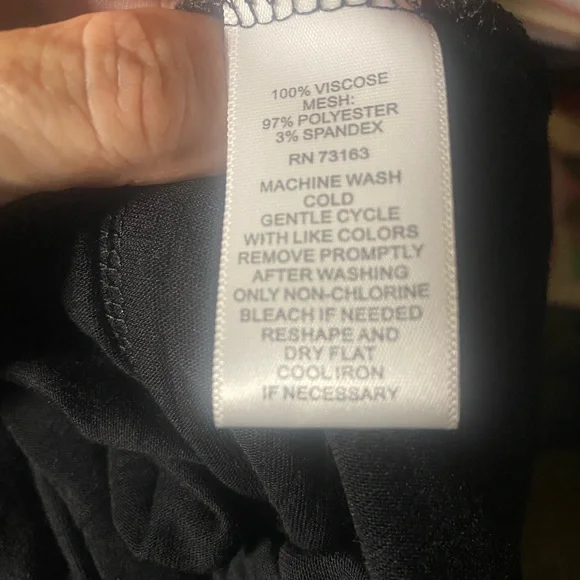 100% VISCOSE
MESH:
97% POLYESTER
3% SPANDEX
RN 73163
MACHINE WASH
COLD
GENTLE CYCLE
WITH LIKE COLORS
REMOVE PROMPTLY
AFTER WASHING
ONLY NON-CHLORINE
BLEACH IF NEEDED
RESHAPE AND
DRY FLAT
COOL IRON
IF NECESSARY